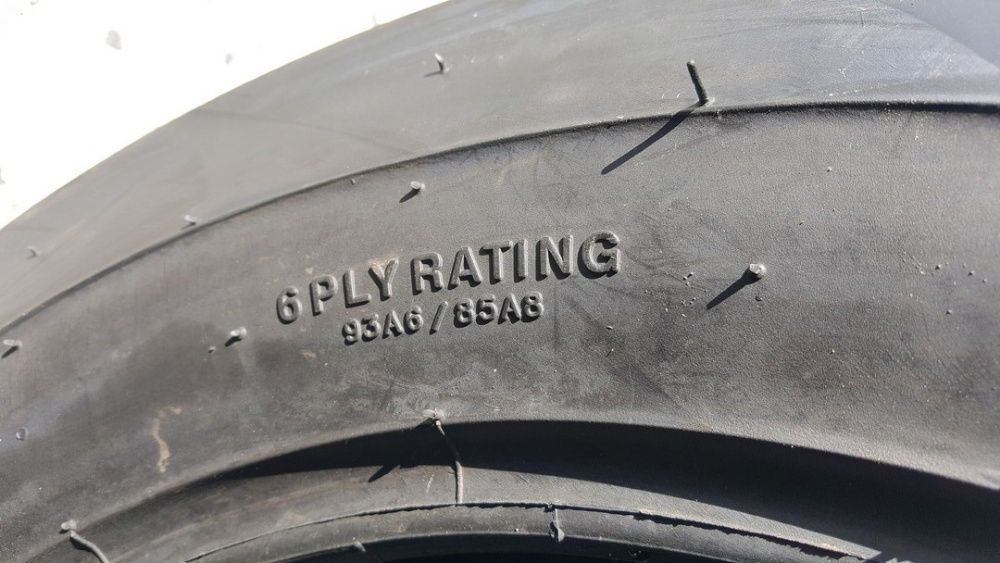 6 PLY RATING
93A6 / 85A8